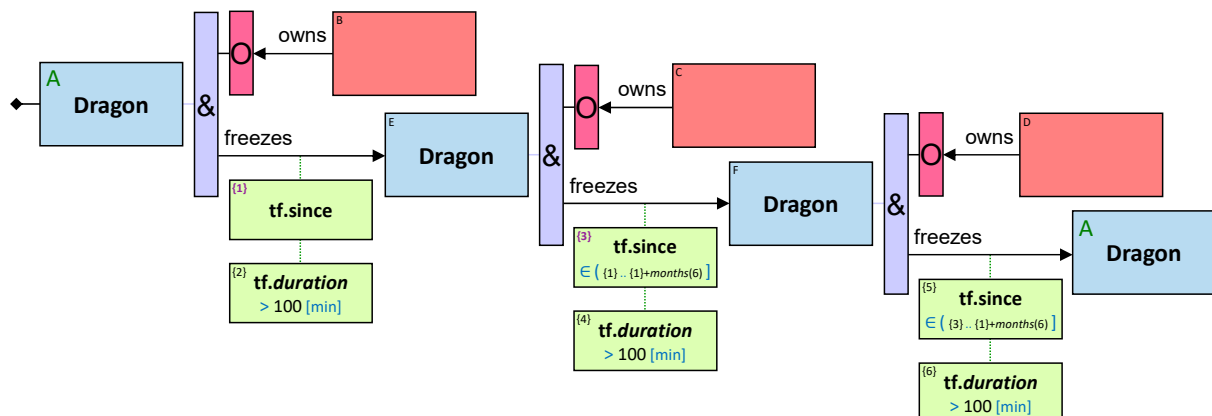 A
Dragon
&
O
owns
B
freezes
{1}
tf.since
{2}
tf.duration
> 100 [min]
E
Dragon
&
O
owns
C
freezes
{3}
tf.since
∈ ( {1} .. {1}+months(6) ]
{4}
tf.duration
> 100 [min]
F
Dragon
&
O
owns
D
freezes
{5}
tf.since
∈ ( {3} .. {1}+months(6) ]
{6}
tf.duration
> 100 [min]
A
Dragon